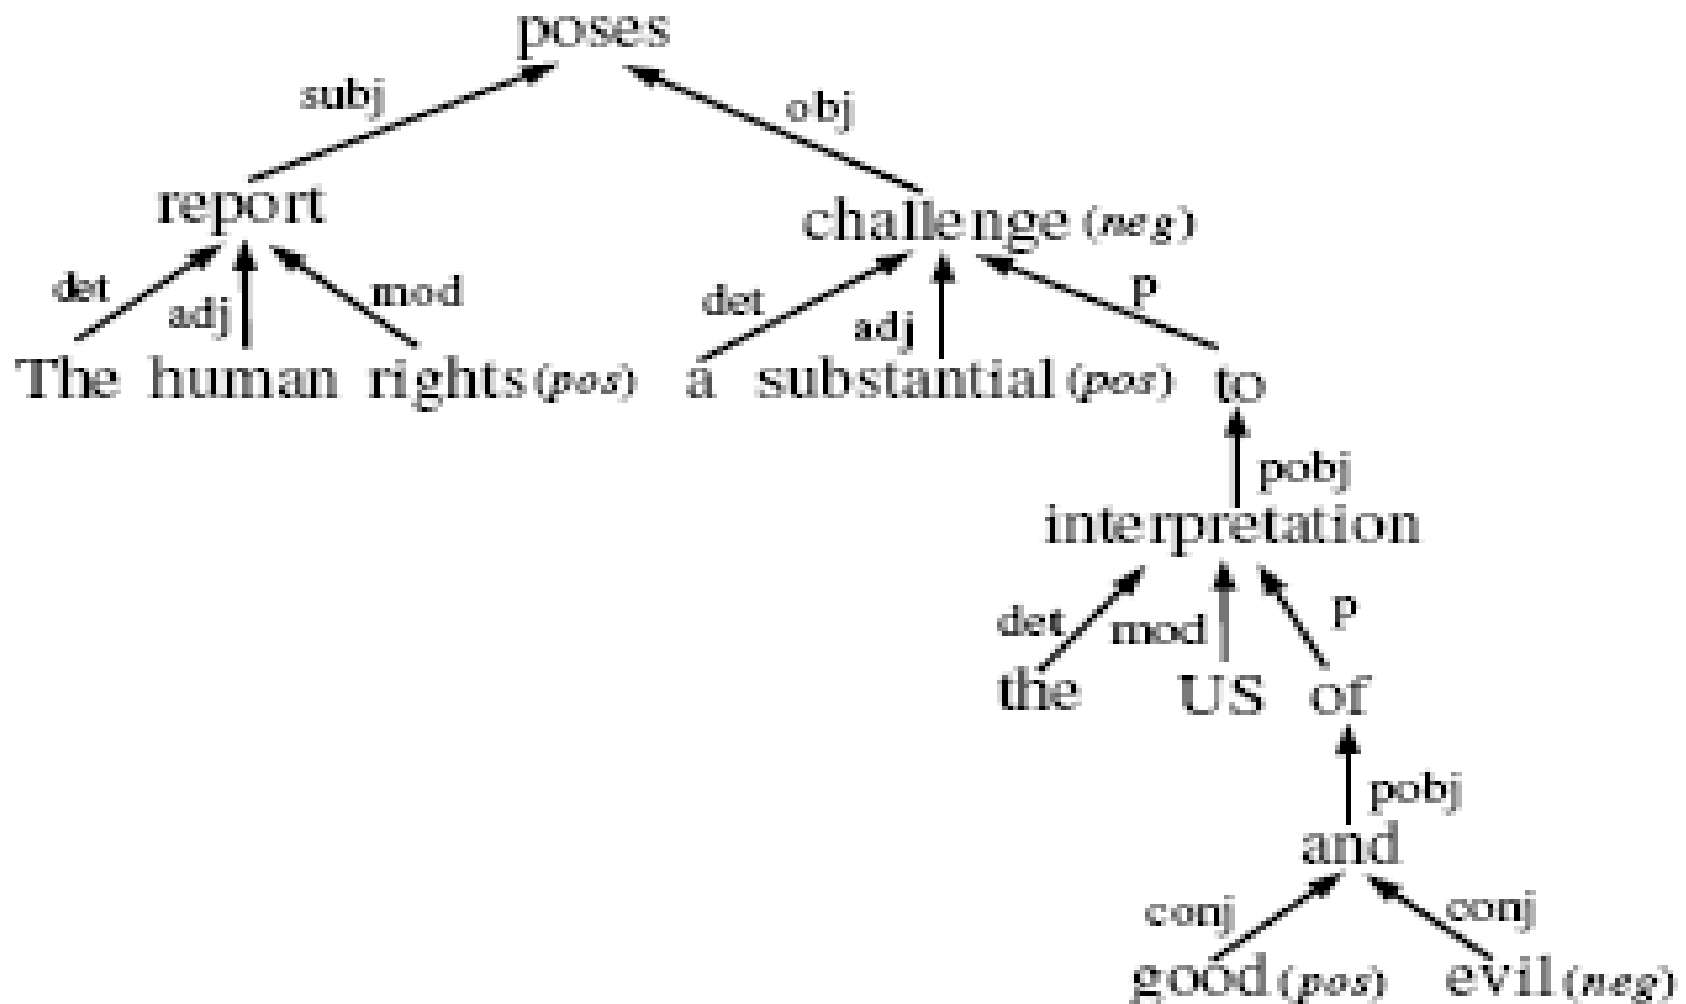 poses
subj obj
report
challenge (neg)
det adj mod det adj p
The human rights (pos) a substantial (pos) to
pobj
interpretation
det mod p
the US of
pobj
and
conj conj
good (pos) evil (neg)